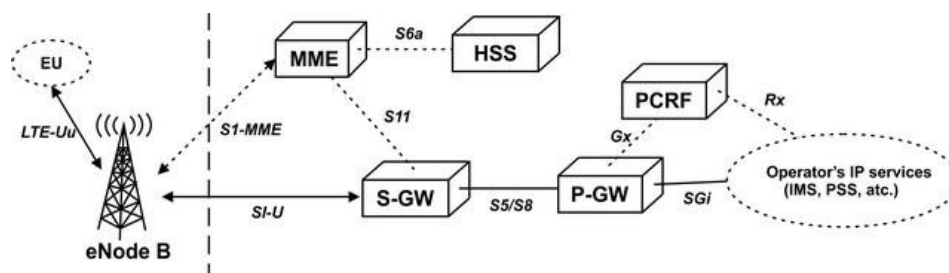 S6a
MME
HSS
EU
PCRF
Rx
LTE-Uu
S1-MME
S11
Gx
Operator's IP services
(IMS, PSS, atc.)
S-GW
P-GW
SI-U
S5/S8
SGi
eNode B